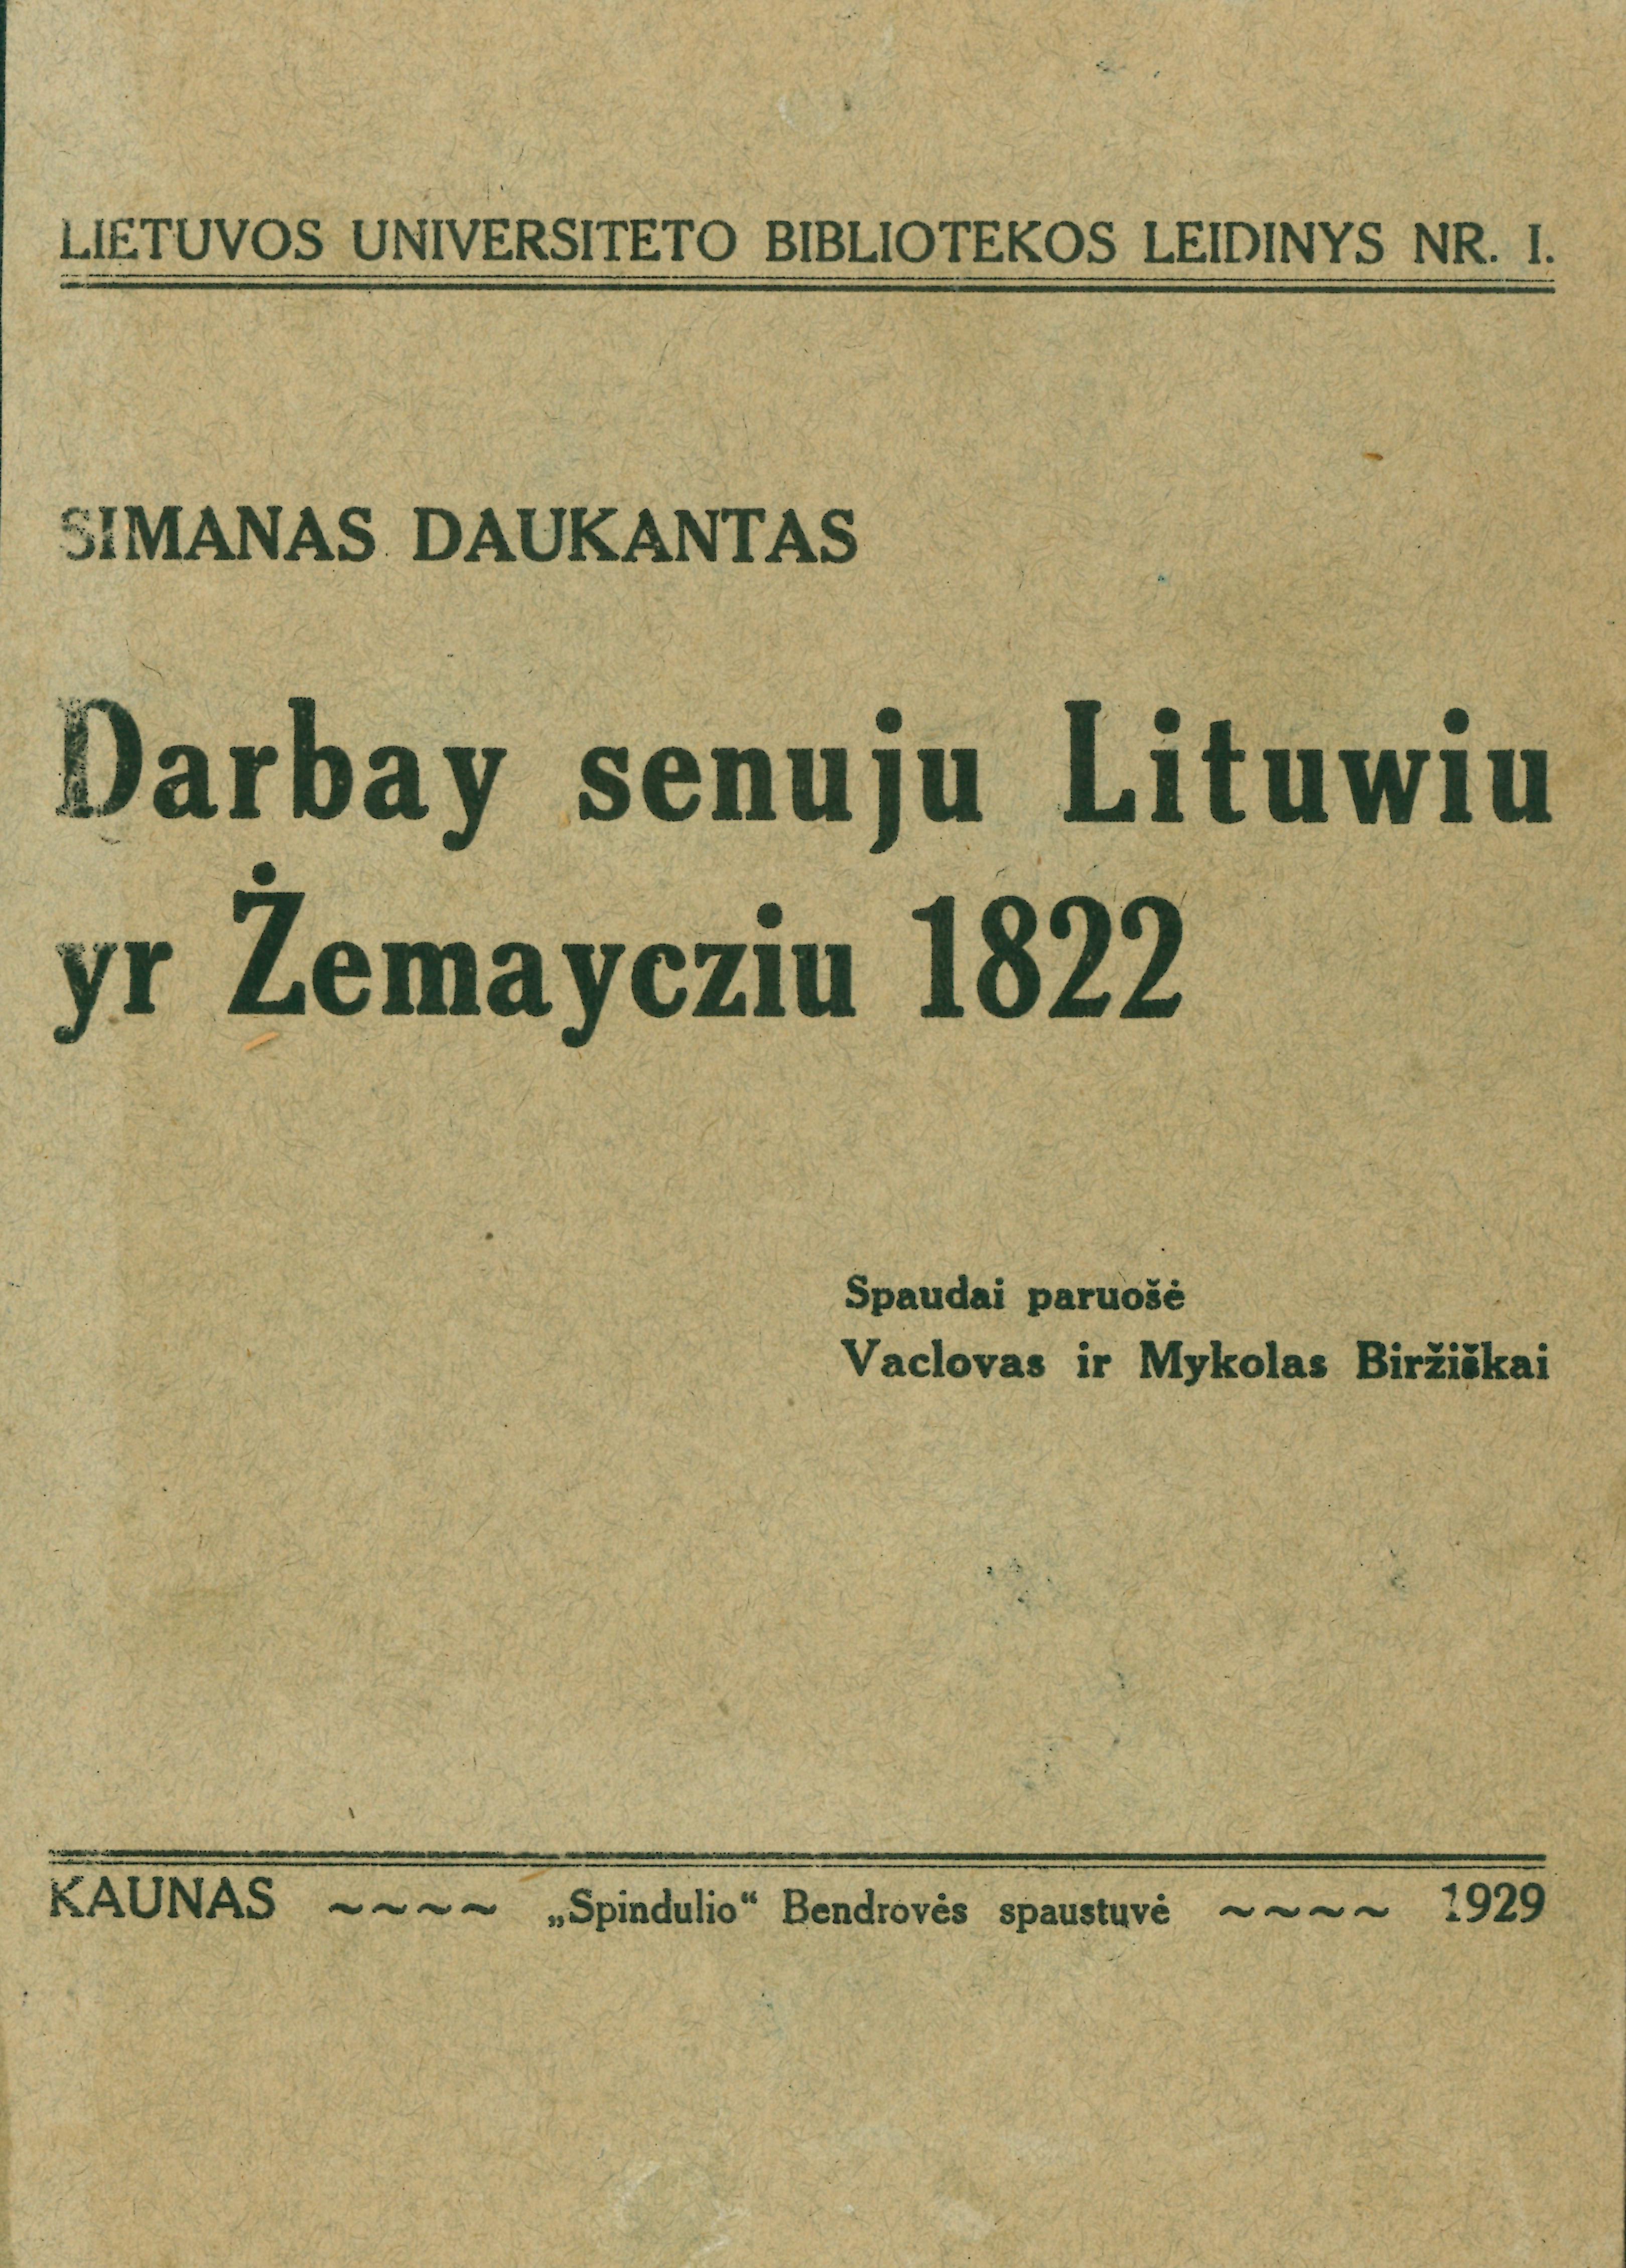 LIETUVOS UNIVERSITETO BIBLIOTEKOS LEIDINYS NR. I.
SIMANAS DAUKANTAS
Darbay senuju Lituwiu
yr Żemaycziu 1822
Spaudai paruošė
Vaclovas ir Mykolas Biržiškai
KAUNAS ~~~~ „Spindulio“ Bendrovės spaustuvė ~~~~ 1929